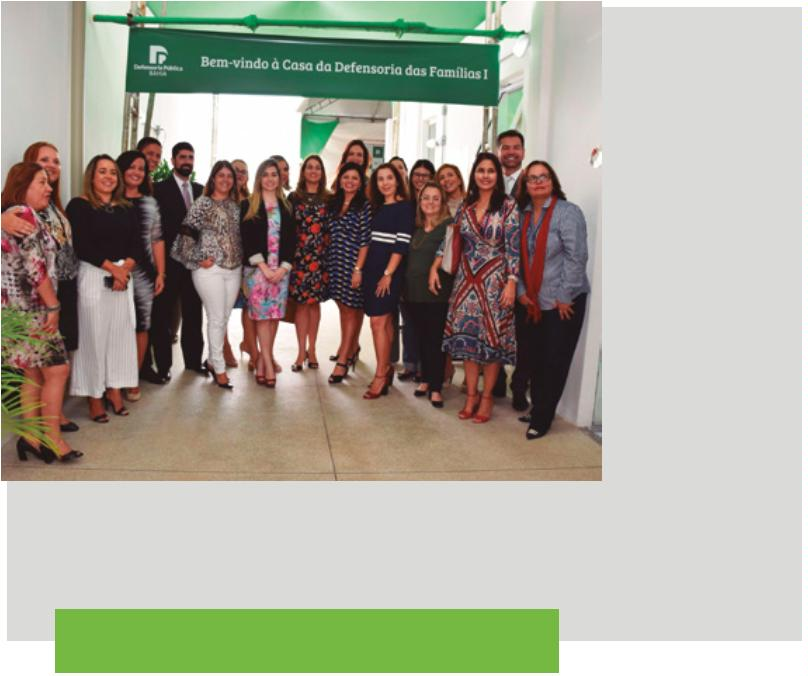 Bem-vindo à Casa da Defensoria das Famílias I
Defensoria Pública
BAHIA